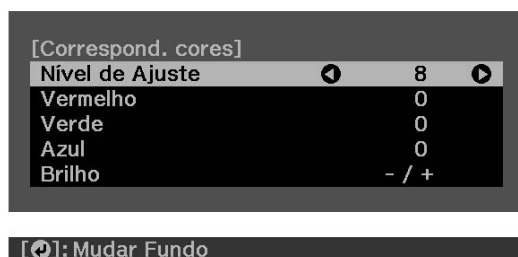 [Correspond. cores]
Nível de Ajuste 8
Vermelho 0
Verde 0
Azul 0
Brilho - / +
[↵]: Mudar Fundo